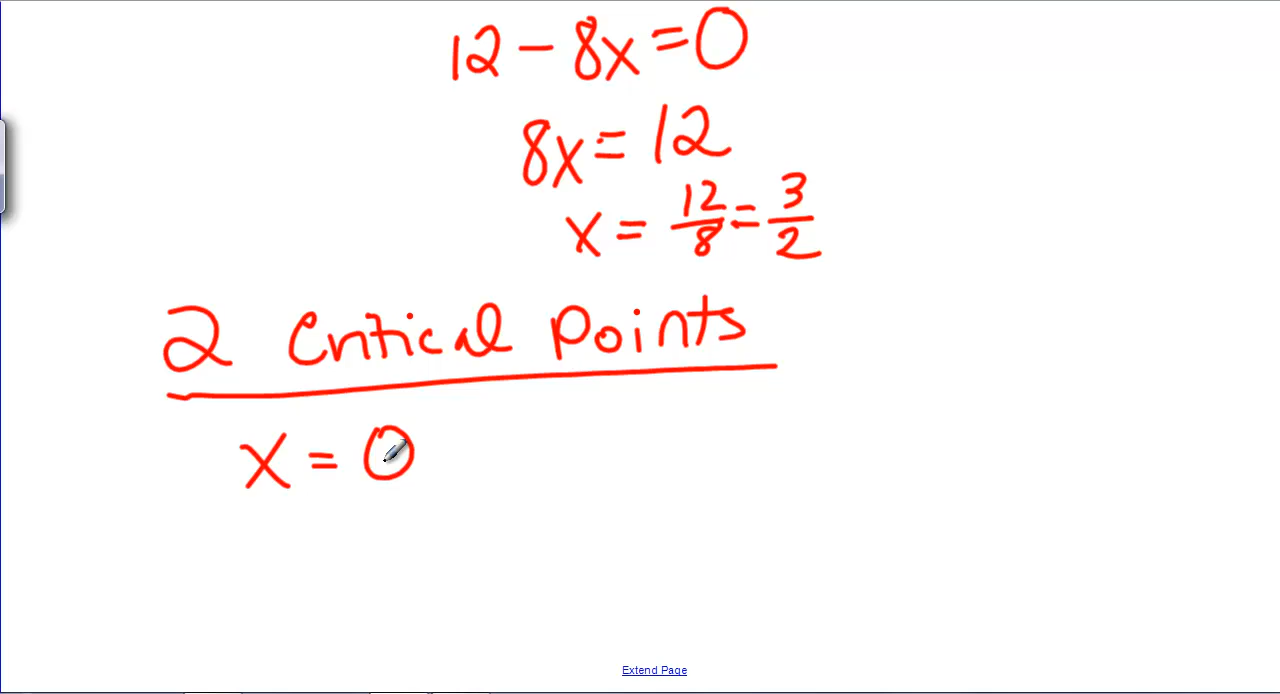 12 - 8x = 0
8x = 12
x = 12/8 = 3/2
2 Critical Points
x = 0
Extend Page